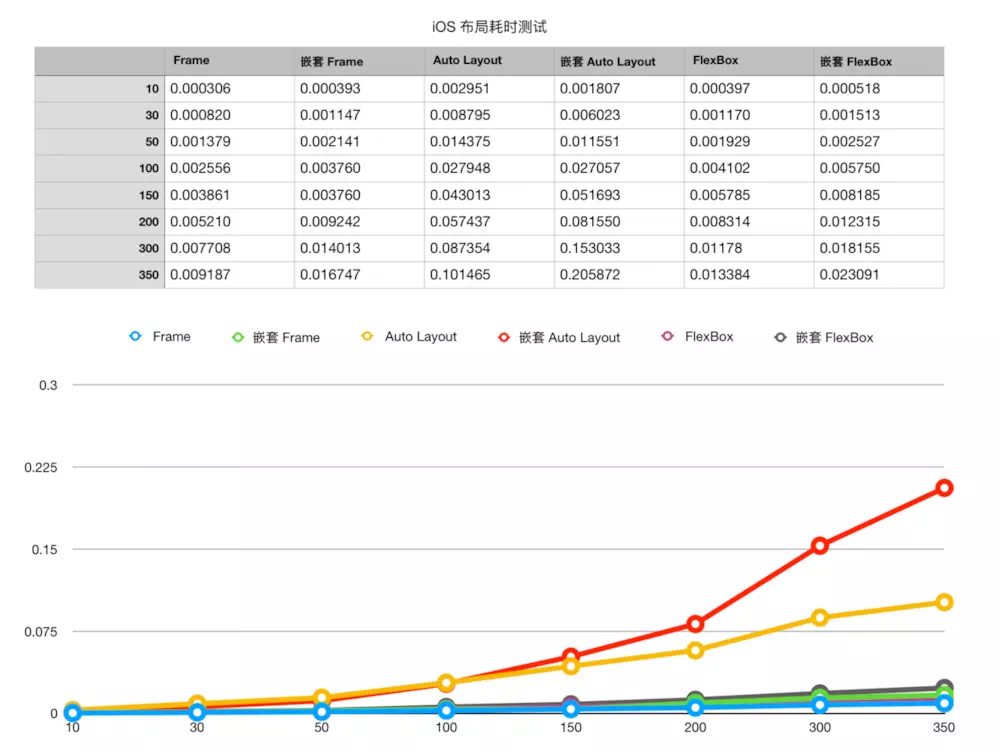 iOS 布局耗时测试
Frame 嵌套 Frame Auto Layout 嵌套 Auto Layout FlexBox 嵌套 FlexBox
10 0.000306 0.000393 0.002951 0.001807 0.000397 0.000518
30 0.000820 0.001147 0.008795 0.006023 0.001170 0.001513
50 0.001379 0.002141 0.014375 0.011551 0.001929 0.002527
100 0.002556 0.003760 0.027948 0.027057 0.004102 0.005750
150 0.003861 0.003760 0.043013 0.051693 0.005785 0.008185
200 0.005210 0.009242 0.057437 0.081550 0.008314 0.012315
300 0.007708 0.014013 0.087354 0.153033 0.01178 0.018155
350 0.009187 0.016747 0.101465 0.205872 0.013384 0.023091
Frame 嵌套 Frame Auto Layout 嵌套 Auto Layout FlexBox 嵌套 FlexBox
0.3
0.225
0.15
0.075
0
10 30 50 100 150 200 300 350